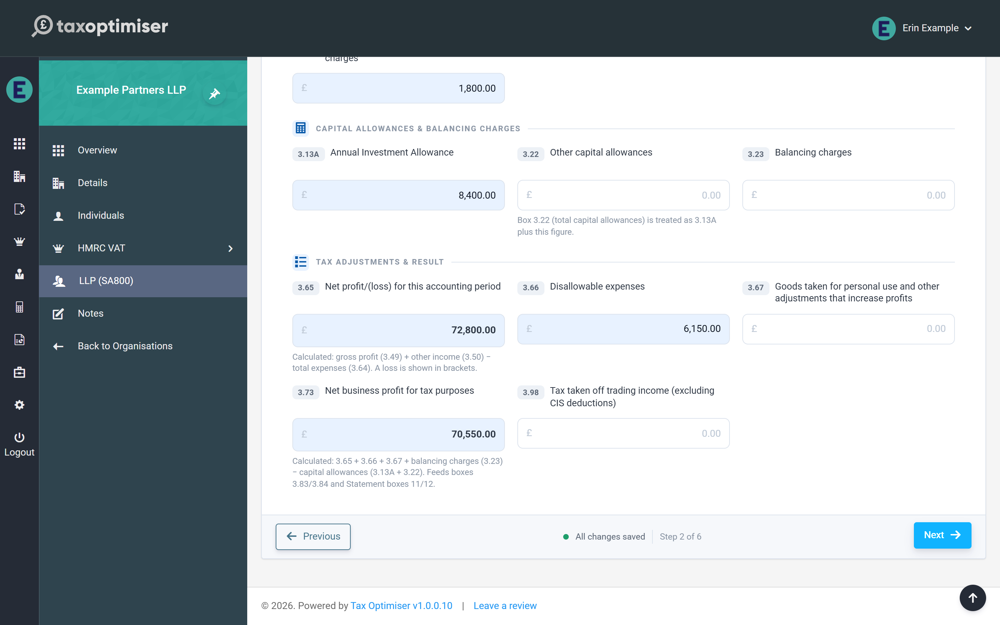 taxoptimiser
Erin Example
Example Partners LLP
Overview
Details
Individuals
HMRC VAT
LLP (SA800)
Notes
Back to Organisations
Logout
charges
£ 1,800.00
CAPITAL ALLOWANCES & BALANCING CHARGES
3.13A Annual Investment Allowance
£ 8,400.00
3.22 Other capital allowances
£ 0.00
Box 3.22 (total capital allowances) is treated as 3.13A
plus this figure.
3.23 Balancing charges
£ 0.00
TAX ADJUSTMENTS & RESULT
3.65 Net profit/(loss) for this accounting period
£ 72,800.00
Calculated: gross profit (3.49) + other income (3.50) −
total expenses (3.64). A loss is shown in brackets.
3.66 Disallowable expenses
£ 6,150.00
3.67 Goods taken for personal use and other
adjustments that increase profits
£ 0.00
3.73 Net business profit for tax purposes
£ 70,550.00
Calculated: 3.65 + 3.66 + 3.67 + balancing charges (3.23)
− capital allowances (3.13A + 3.22). Feeds boxes
3.83/3.84 and Statement boxes 11/12.
3.98 Tax taken off trading income (excluding
CIS deductions)
£ 0.00
Previous
All changes saved
Step 2 of 6
Next
© 2026. Powered by Tax Optimiser v1.0.0.10 | Leave a review